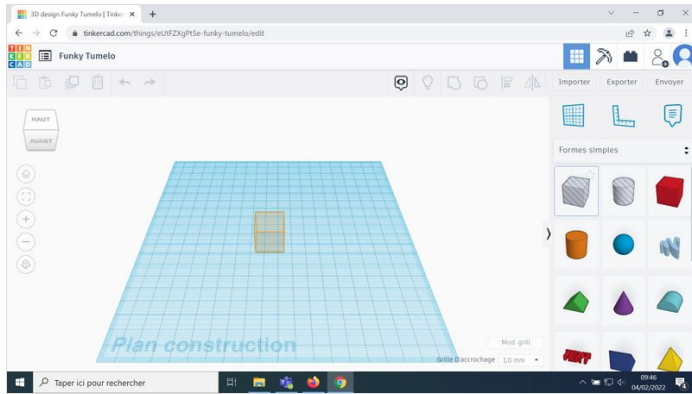 3D design Funky Tumelo | Tinker
tinkercad.com/things/eUtFZXgPt5e-funky-tumelo/edit
TIN
KER
CAD
Funky Tumelo
Importer
Exporter
Envoyer
HAUT
AVANT
Formes simples
Plan construction
Mod. grill
Grille D accrochage
1,0 mm
Taper ici pour rechercher
09:46
04/02/2022